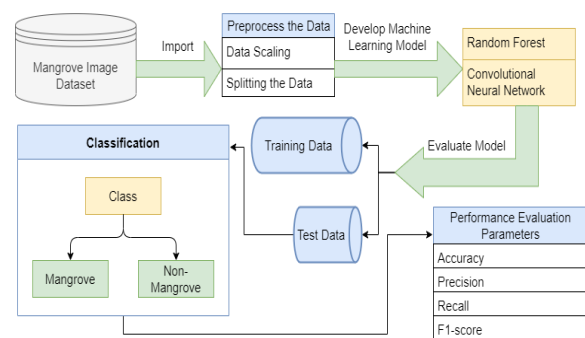 Mangrove Image
Dataset
Import
Preprocess the Data
Data Scaling
Splitting the Data
Develop Machine
Learning Model
Random Forest
Convolutional
Neural Network
Evaluate Model
Training Data
Test Data
Classification
Class
Mangrove
Non-
Mangrove
Performance Evaluation
Parameters
Accuracy
Precision
Recall
F1-score